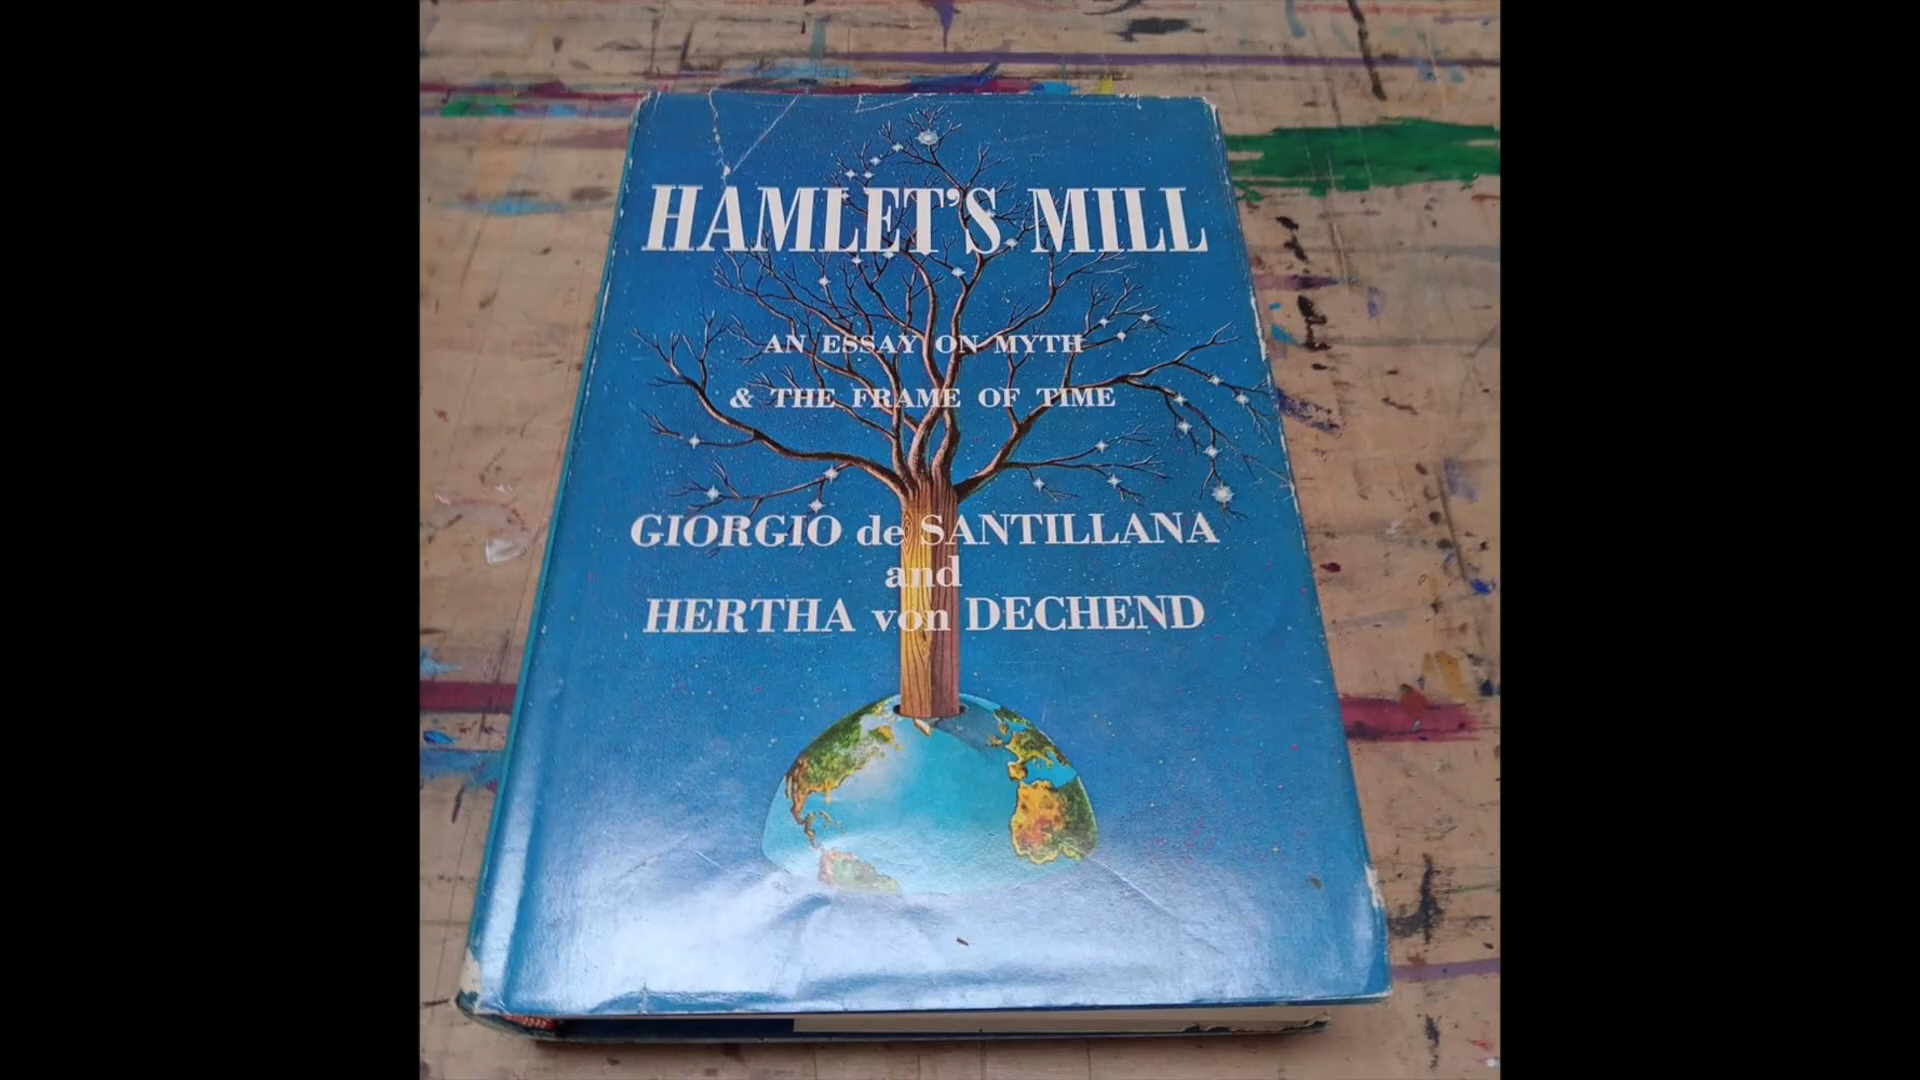 HAMLET'S MILL
AN ESSAY ON MYTH
& THE FRAME OF TIME
GIORGIO de SANTILLANA
and
HERTHA von DECHEND